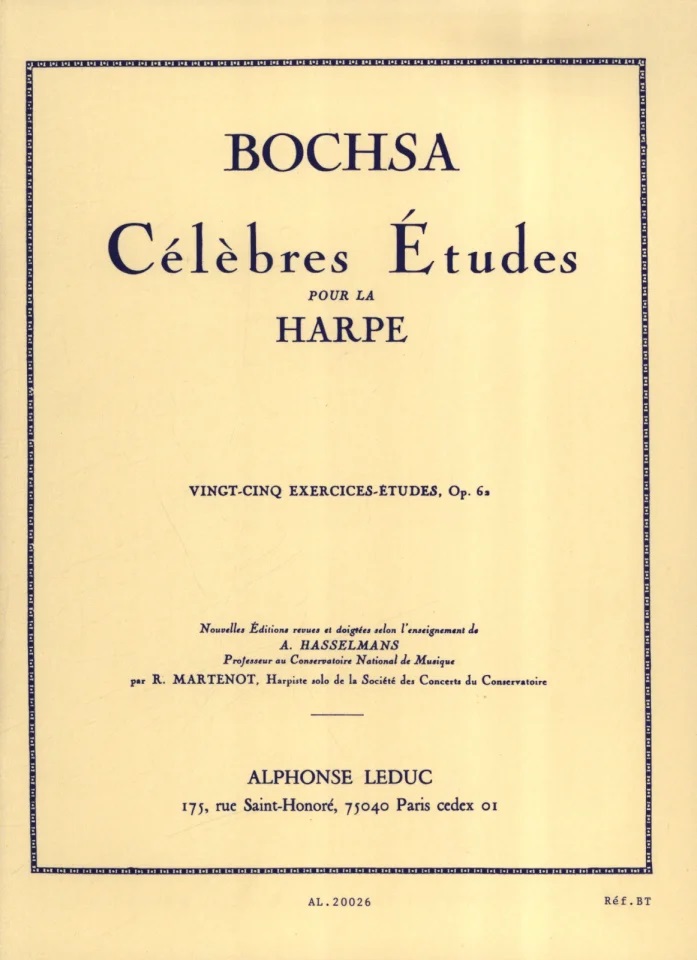 BOCHSA
Célèbres Études
POUR LA
HARPE
VINGT-CINQ EXERCICES-ÉTUDES, Op. 62
Nouvelles Éditions revues et doigtées selon l'enseignement de
A. HASSELMANS
Professeur au Conservatoire National de Musique
par R. MARTENOT, Harpiste solo de la Société des Concerts du Conservatoire
ALPHONSE LEDUC
175, rue Saint-Honoré, 75040 Paris cedex 01
AL.20026
Réf.BT